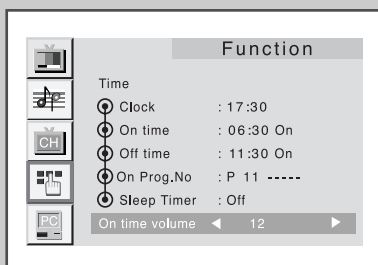 Function
Time
Clock : 17:30
On time : 06:30 On
Off time : 11:30 On
On Prog.No : P 11 -----
Sleep Timer : Off
On time volume ◀ 12 ▶
CH
PC